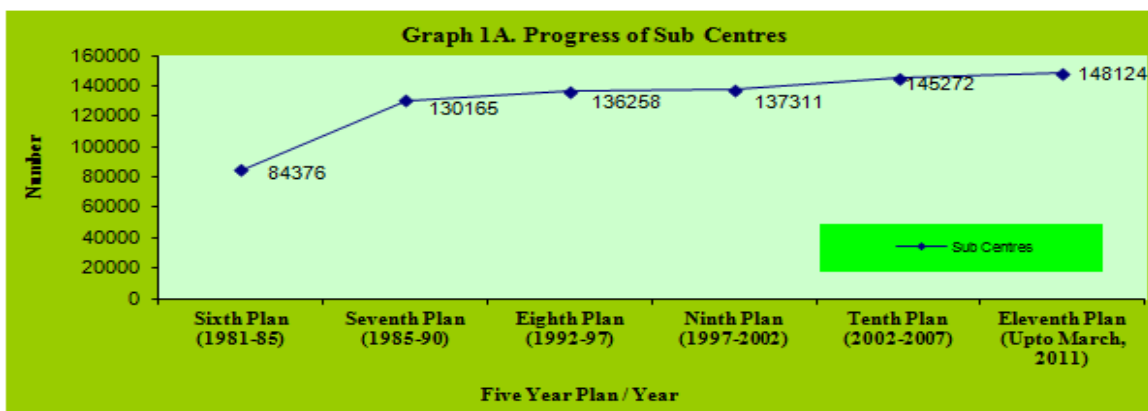 Graph 1A. Progress of Sub Centres
Number
160000
140000
120000
100000
80000
60000
40000
20000
0
84376
130165
136258
137311
145272
148124
Sub Centres
Sixth Plan
(1981-85)
Seventh Plan
(1985-90)
Eighth Plan
(1992-97)
Ninth Plan
(1997-2002)
Tenth Plan
(2002-2007)
Eleventh Plan
(Upto March,
2011)
Five Year Plan / Year